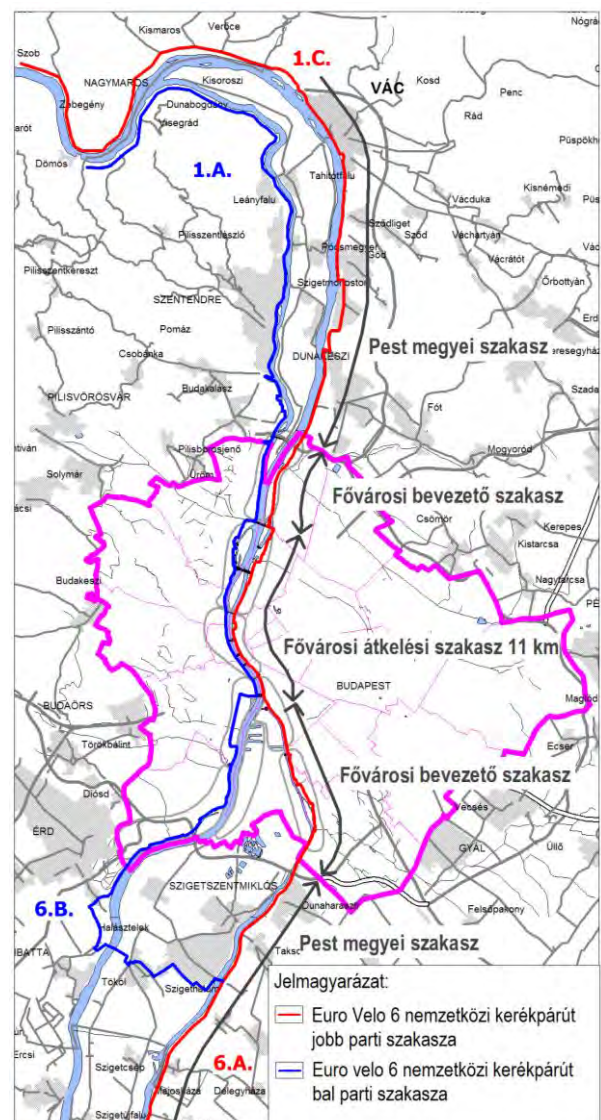 Kismaros
Verőce
Szob
1.C.
Kosd
NAGYMAROS
Kisoroszi
VÁC
Penc
Zebegény
Dunabogdány
Rád
Dömös
1.A.
Tahitótfalu
Kisnémedi
Leányfalu
Vácduka
Sződliget
Váchartyán
Pilisszentlászló
Sződ
Pócsmegyer
Göd
Vácrátót
Pilisszentkereszt
Szigetmonostor
Őrbottyán
SZENTENDRE
Pilisszántó
Pomáz
Csobánka
DUNAKESZI
Pest megyei szakasz
Budakalász
PILISVÖRÖSVÁR
Fót
Pilisborosjenő
Mogyoród
Solymár
Üröm
Fővárosi bevezető szakasz
Csömör
Kerepes
Kistarcsa
Budakeszi
Nagytarcsa
Fővárosi átkelési szakasz 11 km
BUDAPEST
BUDAÖRS
Maglód
Törökbálint
Ecser
Fővárosi bevezető szakasz
Diósd
Vecsés
ÉRD
Üllő
GYÁL
SZIGETSZENTMIKLÓS
6.B.
Dunaharaszti
Felsőpakony
Halásztelek
Pest megyei szakasz
Tököl
Szigethalom
Jelmagyarázat:
Euro Velo 6 nemzetközi kerékpárút
jobb parti szakasza
Euro velo 6 nemzetközi kerékpárút
bal parti szakasza
6.A.
Szigetcsép
Délegyháza
Szigetújfalu